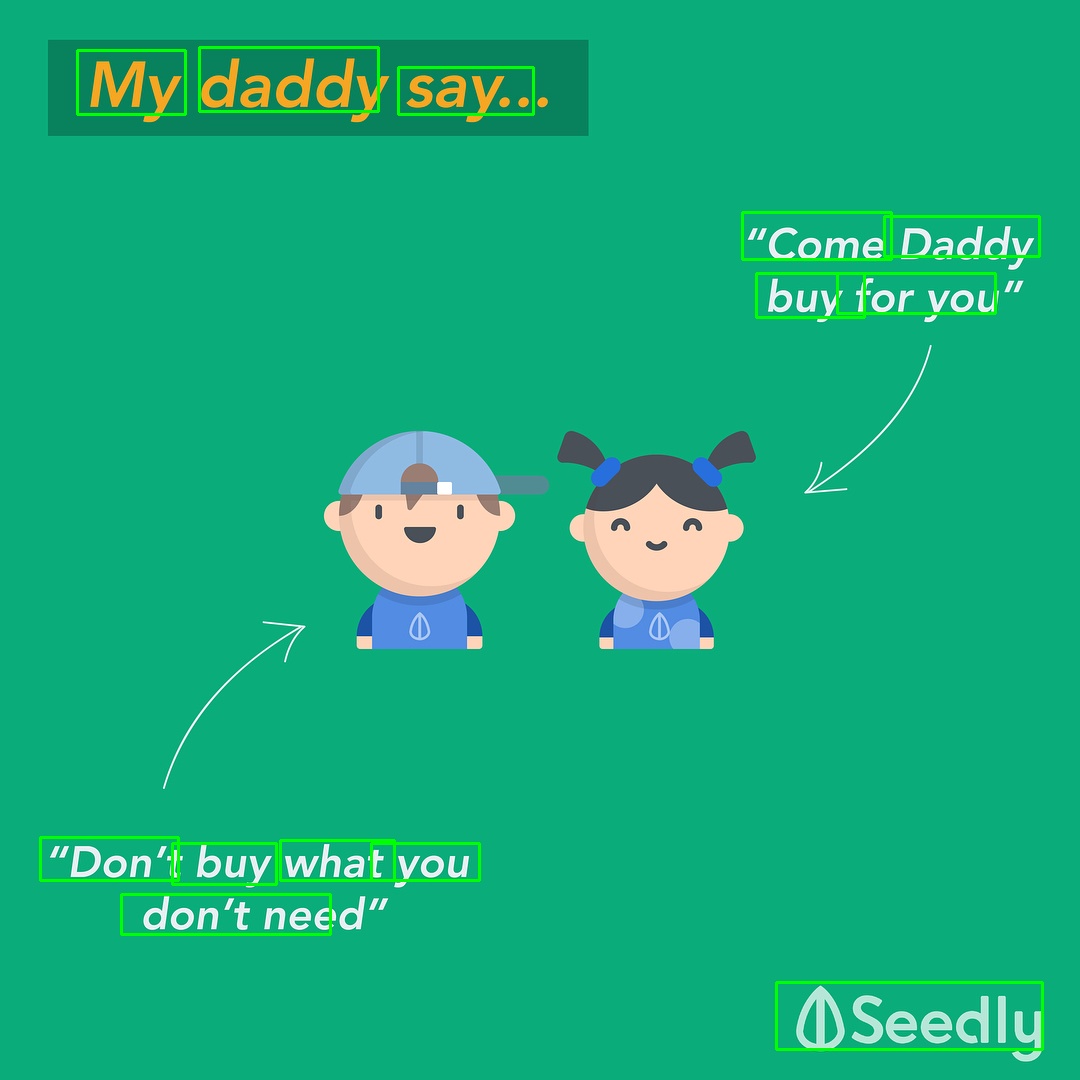 My daddy say...
“Come Daddy
buy for you”
“Don’t buy what you
don’t need”
Seedly